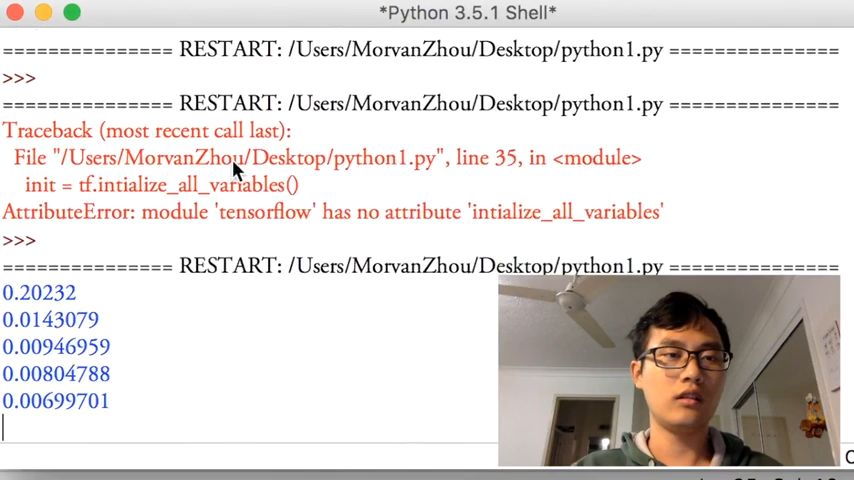 *Python 3.5.1 Shell*
=============== RESTART: /Users/MorvanZhou/Desktop/python1.py ===============
>>>
=============== RESTART: /Users/MorvanZhou/Desktop/python1.py ===============
Traceback (most recent call last):
File "/Users/MorvanZhou/Desktop/python1.py", line 35, in <module>
init = tf.intialize_all_variables()
AttributeError: module 'tensorflow' has no attribute 'intialize_all_variables'
>>>
=============== RESTART: /Users/MorvanZhou/Desktop/python1.py ===============
0.20232
0.0143079
0.00946959
0.00804788
0.00699701